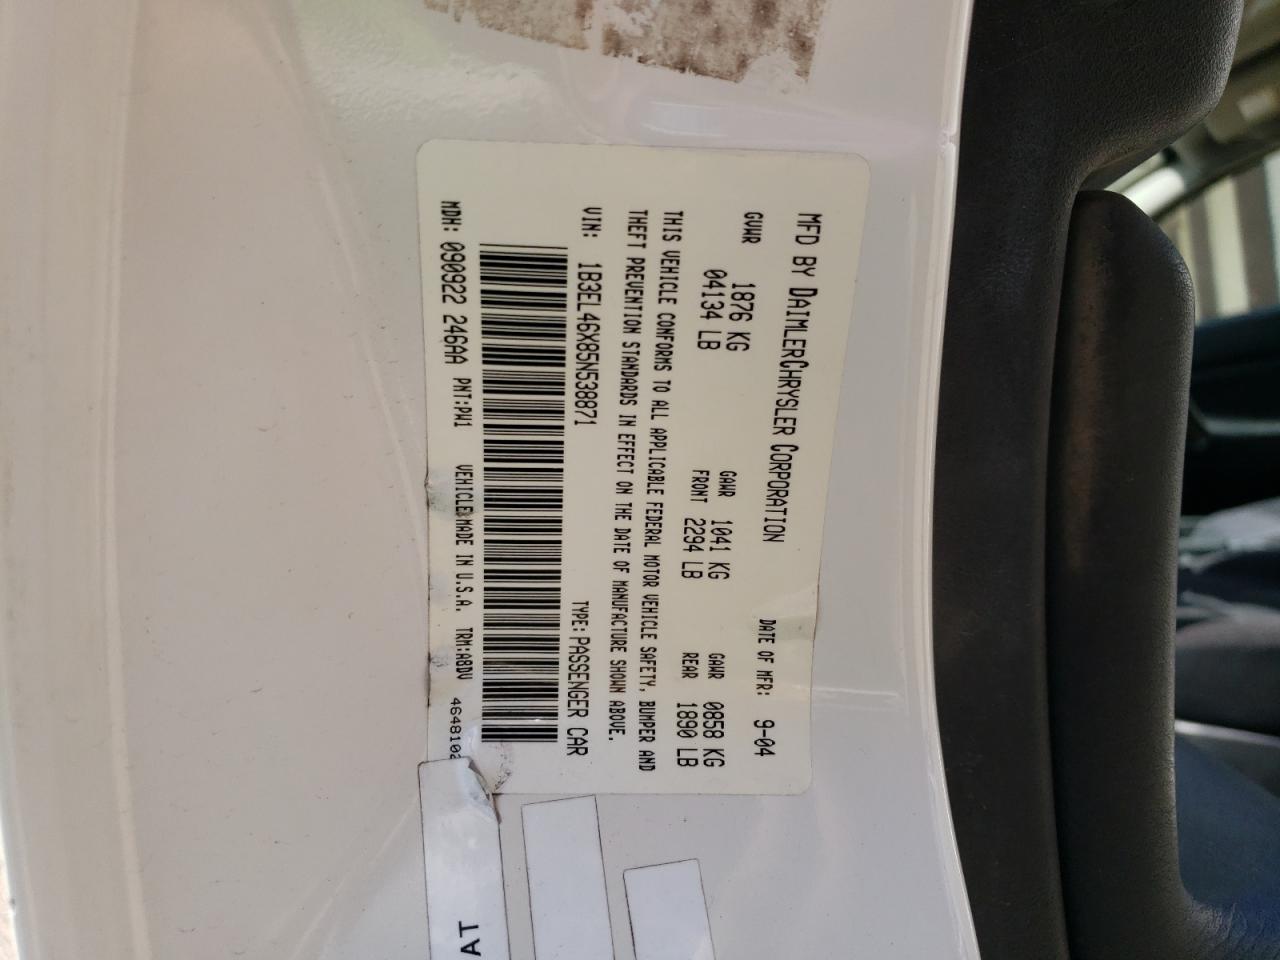 MFD BY DAIMLERCHRYSLER CORPORATION DATE OF MFR: 9-04
GVWR 1876 KG GAWR 1041 KG GAWR 0858 KG
04134 LB FRONT 2294 LB REAR 1890 LB
THIS VEHICLE CONFORMS TO ALL APPLICABLE FEDERAL MOTOR VEHICLE SAFETY, BUMPER AND
THEFT PREVENTION STANDARDS IN EFFECT ON THE DATE OF MANUFACTURE SHOWN ABOVE.
VIN: 1B3EL46X85N538871 TYPE: PASSENGER CAR
MDH: 090922 246AA PNT:PW1 VEHICLE MADE IN U.S.A. TRM:A8DV 4648102
AT